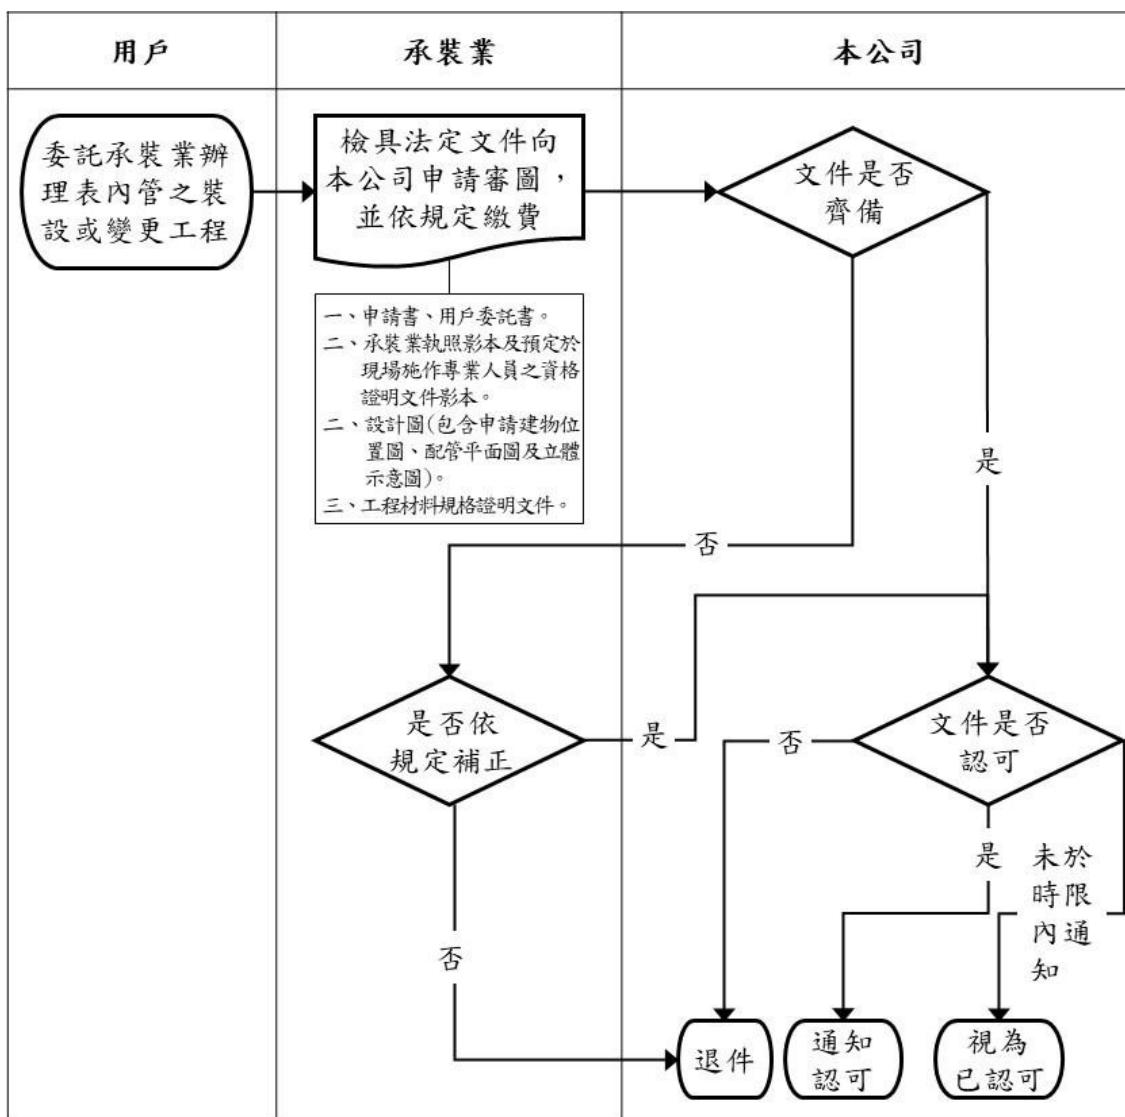 用戶
承裝業
本公司
委託承裝業辦
理表內管之裝
設或變更工程
檢具法定文件向
本公司申請審圖，
並依規定繳費
文件是否
齊備
一、申請書、用戶委託書。
二、承裝業執照影本及預定於
現場施作專業人員之資格
證明文件影本。
二、設計圖(包含申請建物位
置圖、配管平面圖及立體
示意圖)。
三、工程材料規格證明文件。
是
否
是否依
規定補正
是
否
文件是否
認可
是
未於
時限
內通
知
否
退件
通知
認可
視為
已認可